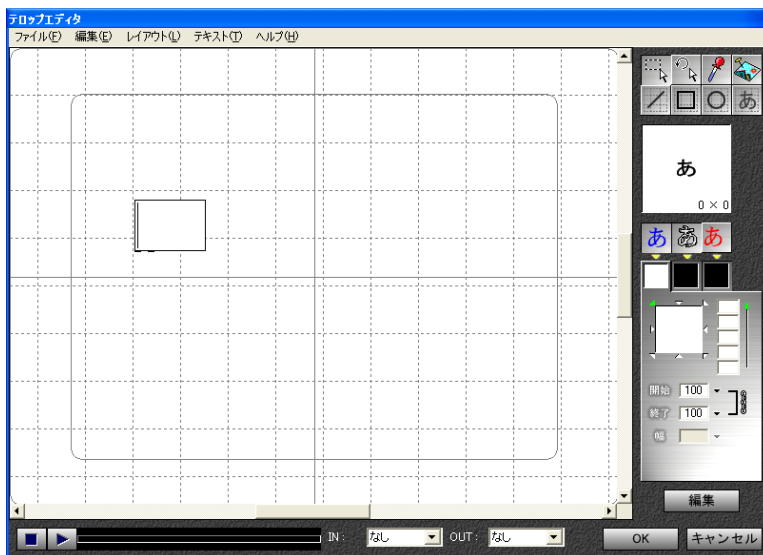 テロップエディタ
ファイル(F) 編集(E) レイアウト(L) テキスト(T) ヘルプ(H)
あ
あ
0 × 0
あ あ あ
開始 100
終了 100
幅
編集
IN: なし OUT: なし OK キャンセル